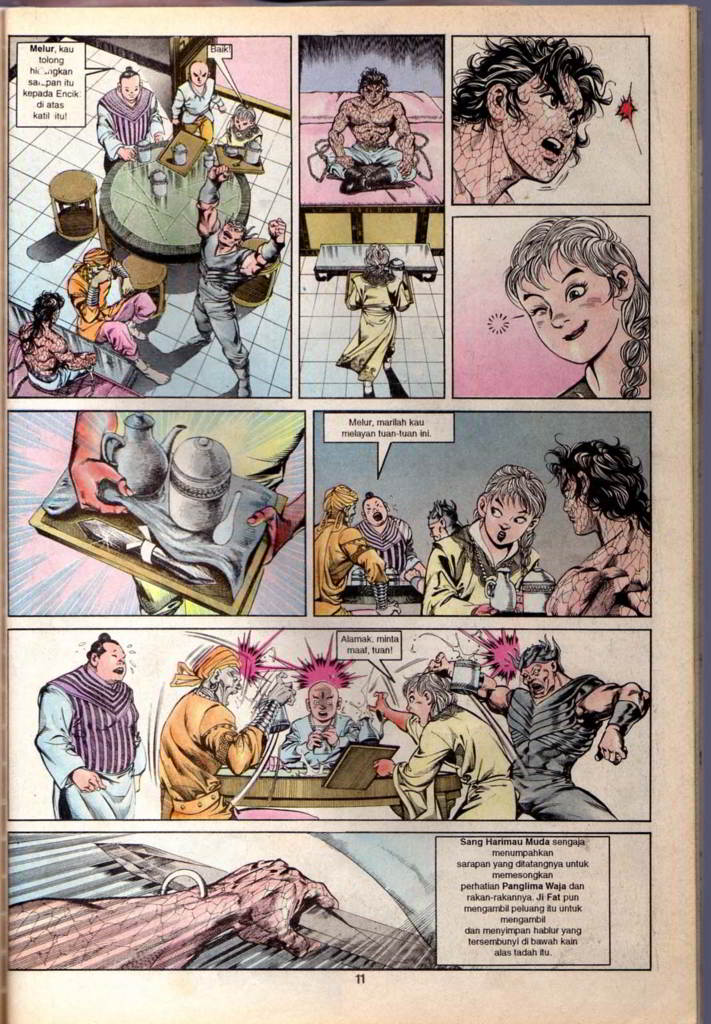 Melur, kau
tolong
sarapan itu
kepada Encik
di atas
katil itu!
Baik!
Melur, marilah kau
melayan tuan-tuan ini.
Alamak, minta
maaf, tuan!
Sang Harimau Muda sengaja
menumpahkan
sarapan yang ditatangnya untuk
memesongkan
perhatian Panglima Waja dan
rakan-rakannya. Ji Fat pun
mengambil peluang itu untuk
mengambil
dan menyimpan hablur yang
tersembunyi di bawah kain
alas tadah itu.
11